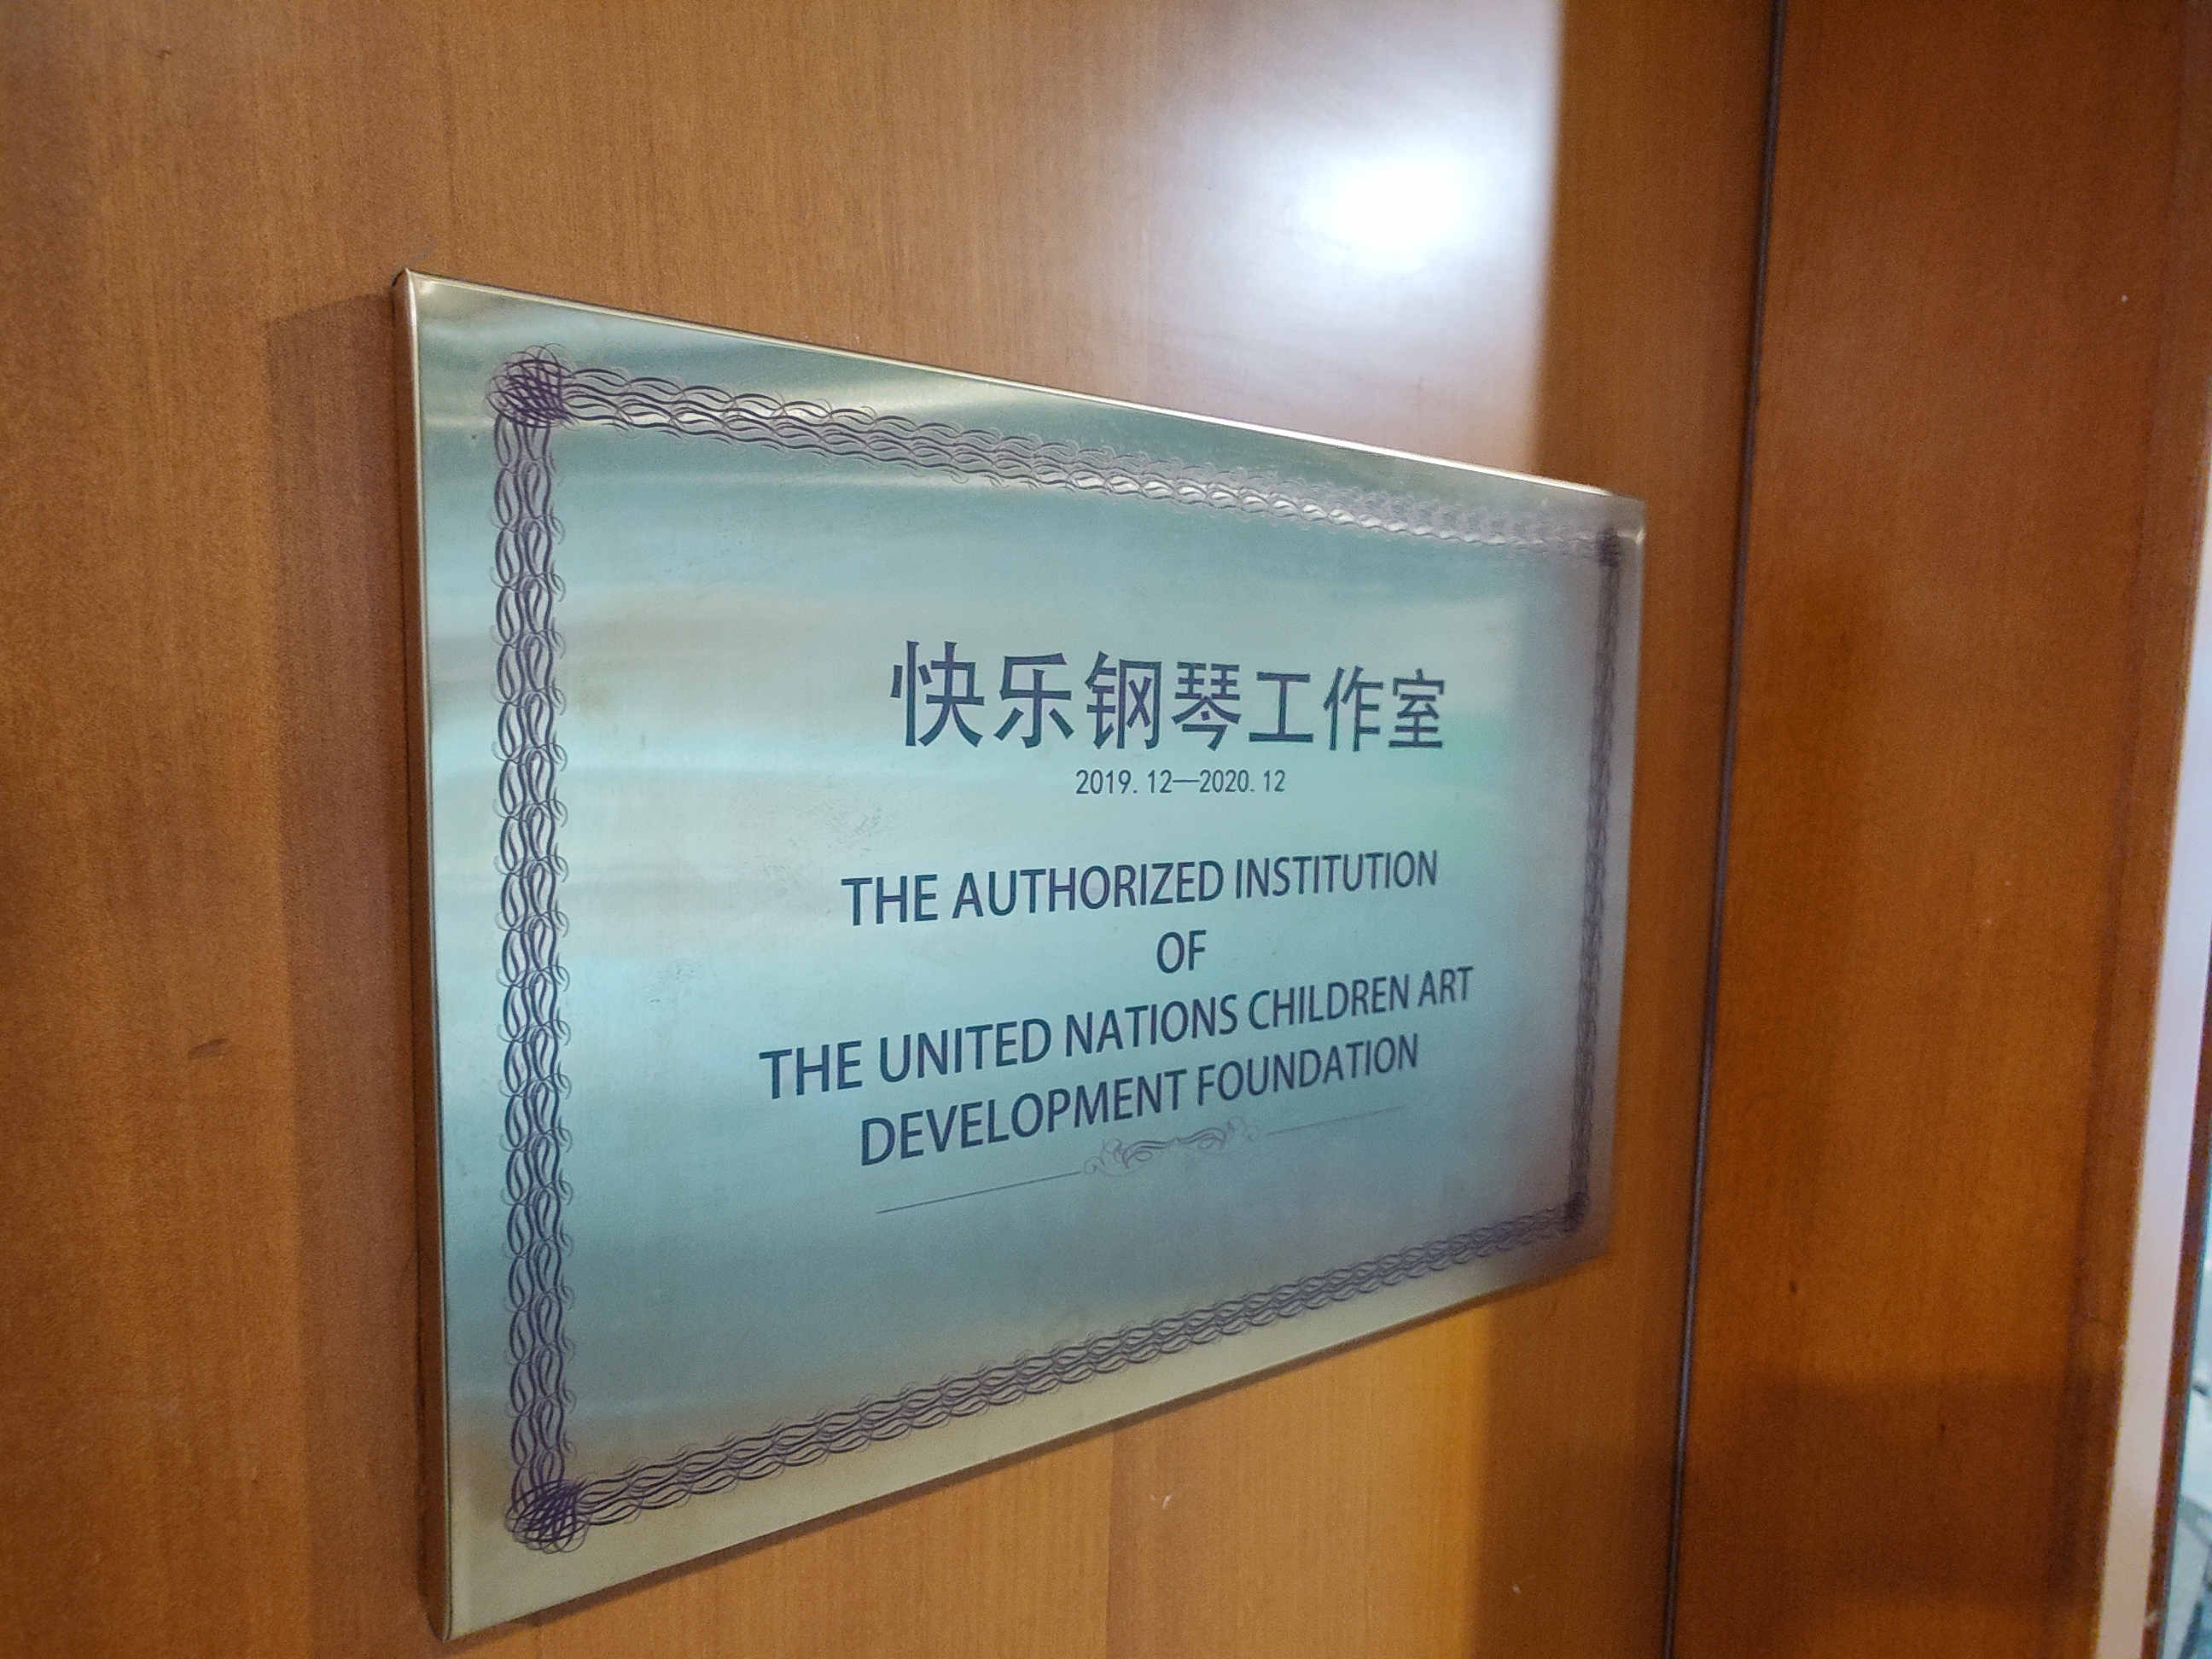 快乐钢琴工作室
2019.12—2020.12
THE AUTHORIZED INSTITUTION
OF
THE UNITED NATIONS CHILDREN ART
DEVELOPMENT FOUNDATION